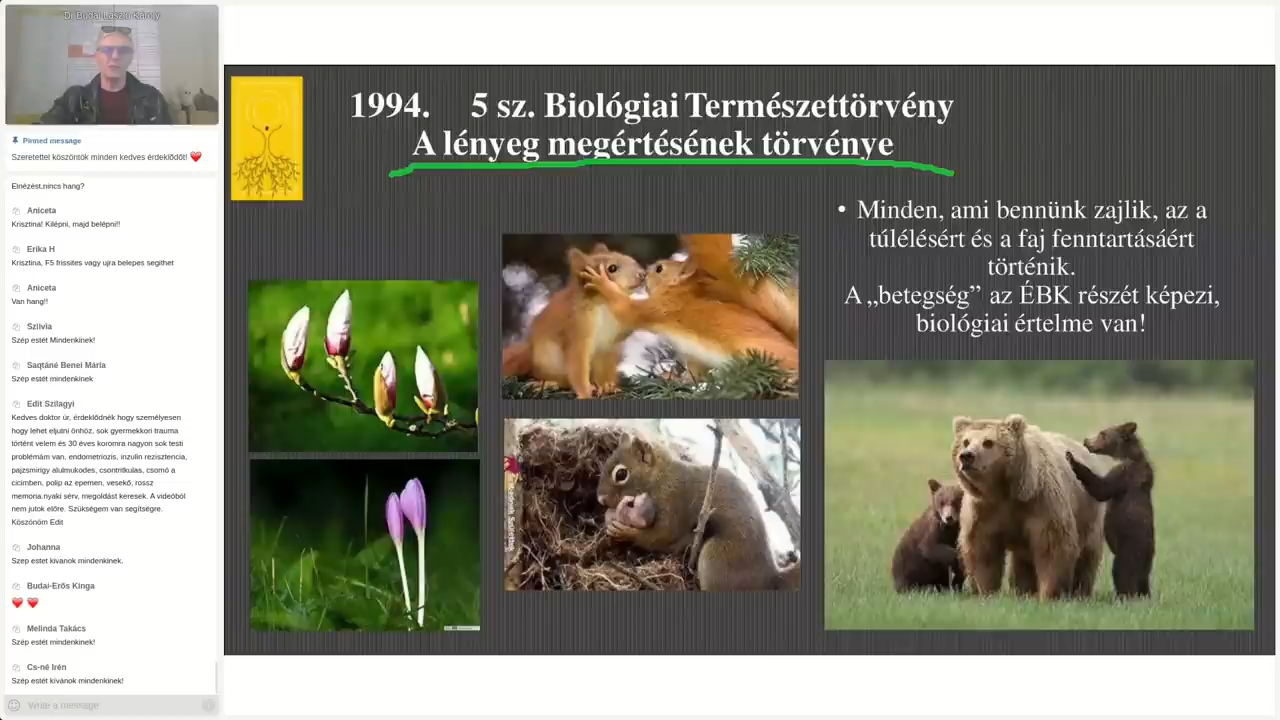 Dr. Budai László Károly
Pinned message
Szeretettel köszöntök minden kedves érdeklődőt! ❤️
Elnézést,nincs hang?
Aniceta
Krisztina! Kilépni, majd belépni!!
Erika H
Krisztina, F5 frissites vagy ujra belepes segithet
Aniceta
Van hang!!
Szilvia
Szép estét Mindenkinek!
Saqtáné Benei Mária
Szép estét mindenkinek
Edit Szilagyi
Kedves doktor úr, érdeklődnék hogy személyesen
hogy lehet eljutni önhöz, sok gyermekkori trauma
történt velem és 30 éves koromra nagyon sok testi
problémám van, endometriozis, inzulin rezisztencia,
pajzsmirigy alulmukodes, csontritkulas, csomó a
cicimben, polip az epemen, vesekő, rossz
memoria.nyaki sérv, megoldást keresek. A videóból
nem jutok előre. Szükségem van segítségre.
Köszönöm Edit
Johanna
Szep estet kivanok mindenkinek.
Budai-Erős Kinga
❤️ ❤️
Melinda Takács
Szép estét mindenkinek!
Cs-né Irén
Szép estét kívánok mindenkinek!
Write a message
1994. 5 sz. Biológiai Természettörvény
A lényeg megértésének törvénye
• Minden, ami bennünk zajlik, az a
túlélésért és a faj fenntartásáért
történik.
A „betegség” az ÉBK részét képezi,
biológiai értelme van!